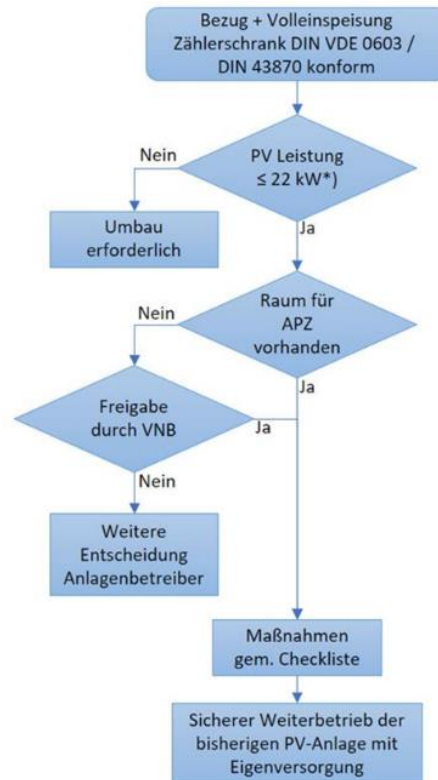 Bezug + Volleinspeisung
Zählerschrank DIN VDE 0603 /
DIN 43870 konform
Nein
PV Leistung
≤ 22 kW*)
Umbau
erforderlich
Ja
Nein
Raum für
APZ
vorhanden
Ja
Freigabe
durch VNB
Ja
Nein
Weitere
Entscheidung
Anlagenbetreiber
Maßnahmen
gem. Checkliste
Sicherer Weiterbetrieb der
bisherigen PV-Anlage mit
Eigenversorgung